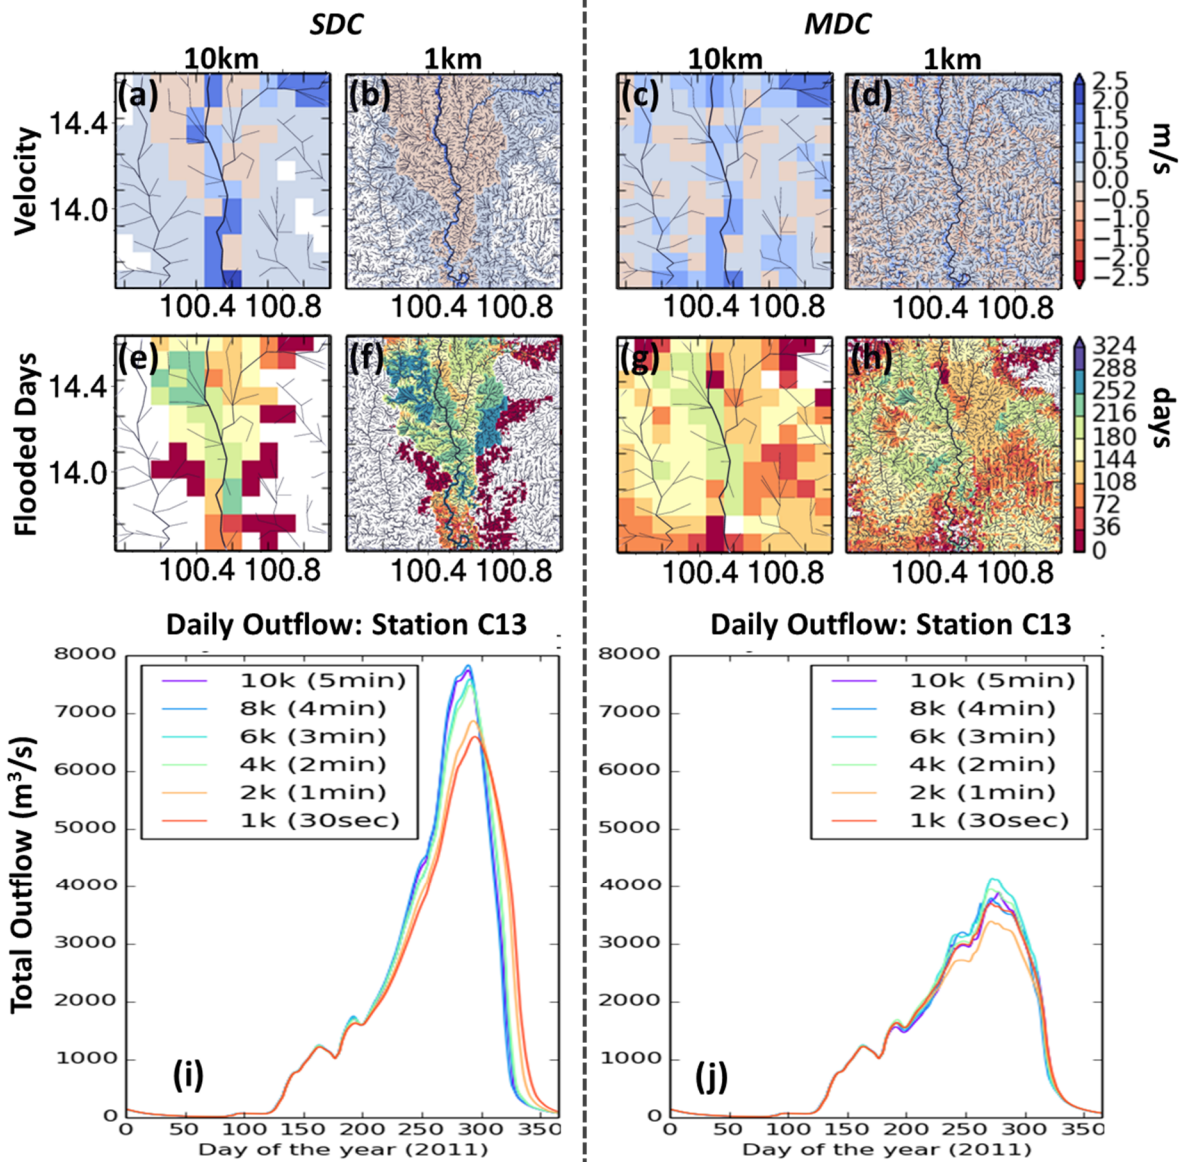 SDC
MDC
10km 1km 10km 1km
(a) (b) (c) (d)
Velocity
14.4
14.0
100.4 100.8 100.4 100.8 100.4 100.8 100.4 100.8
2.5
2.0
1.5
1.0
0.5
0.0
−0.5
−1.0
−1.5
−2.0
−2.5
m/s
(e) (f) (g) (h)
Flooded Days
14.4
14.0
100.4 100.8 100.4 100.8 100.4 100.8 100.4 100.8
324
288
252
216
180
144
108
72
36
0
days
Daily Outflow: Station C13
Total Outflow (m³/s)
8000
7000
6000
5000
4000
3000
2000
1000
0
10k (5min)
8k (4min)
6k (3min)
4k (2min)
2k (1min)
1k (30sec)
(i)
0 50 100 150 200 250 300 350
Day of the year (2011)
Daily Outflow: Station C13
8000
7000
6000
5000
4000
3000
2000
1000
0
10k (5min)
8k (4min)
6k (3min)
4k (2min)
2k (1min)
1k (30sec)
(j)
0 50 100 150 200 250 300 350
Day of the year (2011)